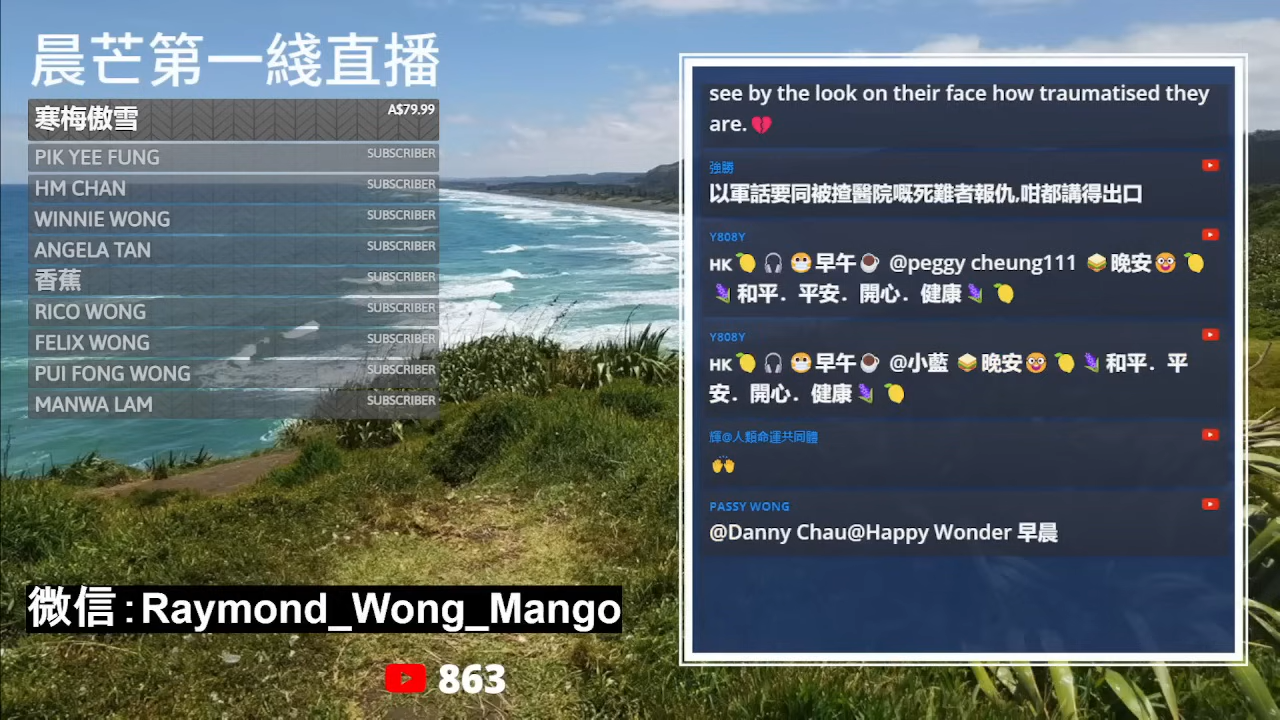 晨芒第一綫直播
寒梅傲雪 A$79.99
PIK YEE FUNG SUBSCRIBER
HM CHAN SUBSCRIBER
WINNIE WONG SUBSCRIBER
ANGELA TAN SUBSCRIBER
香蕉 SUBSCRIBER
RICO WONG SUBSCRIBER
FELIX WONG SUBSCRIBER
PUI FONG WONG SUBSCRIBER
MANWA LAM SUBSCRIBER
微信:Raymond_Wong_Mango
863
see by the look on their face how traumatised they
are.💔
強勝
以軍話要同被揸醫院嘅死難者報仇,咁都講得出口
Y808Y
HK🍋🎧😷早午☕ @peggy cheung111 🥪晚安🤡🍋
🪻和平．平安．開心．健康🪻🍋
Y808Y
HK🍋🎧😷早午☕ @小藍 🥪晚安🤡🍋🪻和平．平
安．開心．健康🪻🍋
輝@人類命運共同體
🙌
PASSY WONG
@Danny Chau@Happy Wonder 早晨